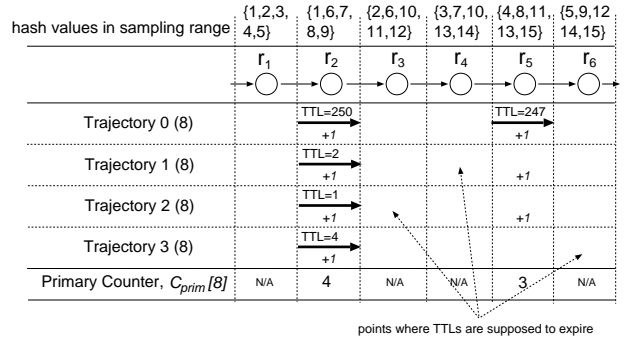 hash values in sampling range {1,2,3, {1,6,7, {2,6,10, {3,7,10, {4,8,11, {5,9,12
4,5} 8,9} 11,12} 13,14} 13,15} 14,15}
r1 r2 r3 r4 r5 r6
TTL=250 TTL=247
Trajectory 0 (8) +1 +1
TTL=2
Trajectory 1 (8) +1 +1
TTL=1
Trajectory 2 (8) +1 +1
TTL=4
Trajectory 3 (8) +1
Primary Counter, Cprim [8] N/A 4 N/A N/A 3 N/A
points where TTLs are supposed to expire